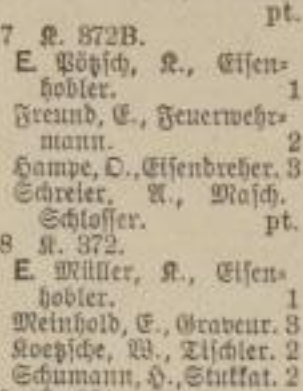 pt.
7 K. 372B.
E Pötzsch, K., Eisen-
hobler. 1
Freund, E., Feuerwehr-
mann. 2
Hampe, O., Eisendreher. 3
Schreier, A., Masch.
Schlosser. pt.
8 K. 372.
E Müller, K., Eisen-
hobler. 1
Meinhold, E., Graveur. 3
Koetzsche, W., Tischler. 2
Schumann, H., Stukkat. 2